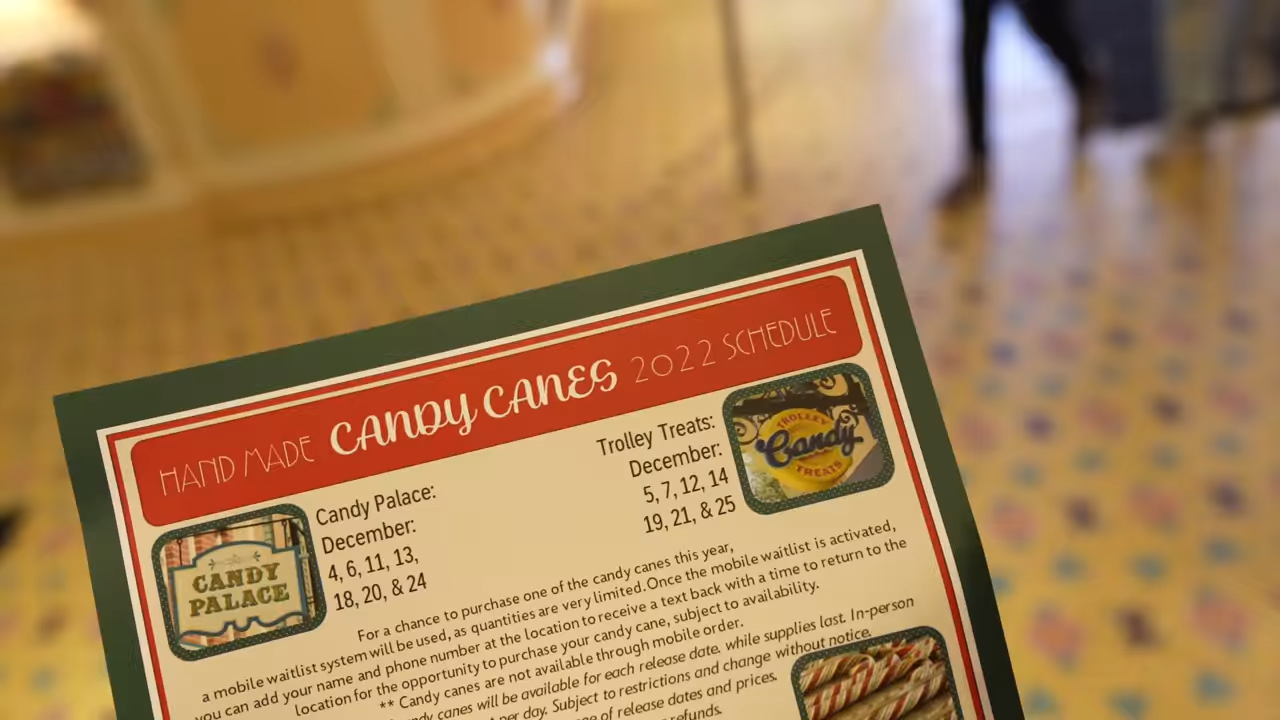 HAND MADE CANDY CANES 2022 SCHEDULE
CANDY
PALACE
Candy Palace:
December:
4, 6, 11, 13,
18, 20, & 24
Trolley Treats:
December:
5, 7, 12, 14
19, 21, & 25
TROLLEY
Candy
TREATS
For a chance to purchase one of the candy canes this year,
a mobile waitlist system will be used, as quantities are very limited. Once the mobile waitlist is activated,
you can add your name and phone number at the location to receive a text back with a time to return to the
location for the opportunity to purchase your candy cane, subject to availability.
** Candy canes are not available through mobile order.
canes will be available for each release date, while supplies last. In-person
per day. Subject to restrictions and change without notice.
of release dates and prices.
refunds.